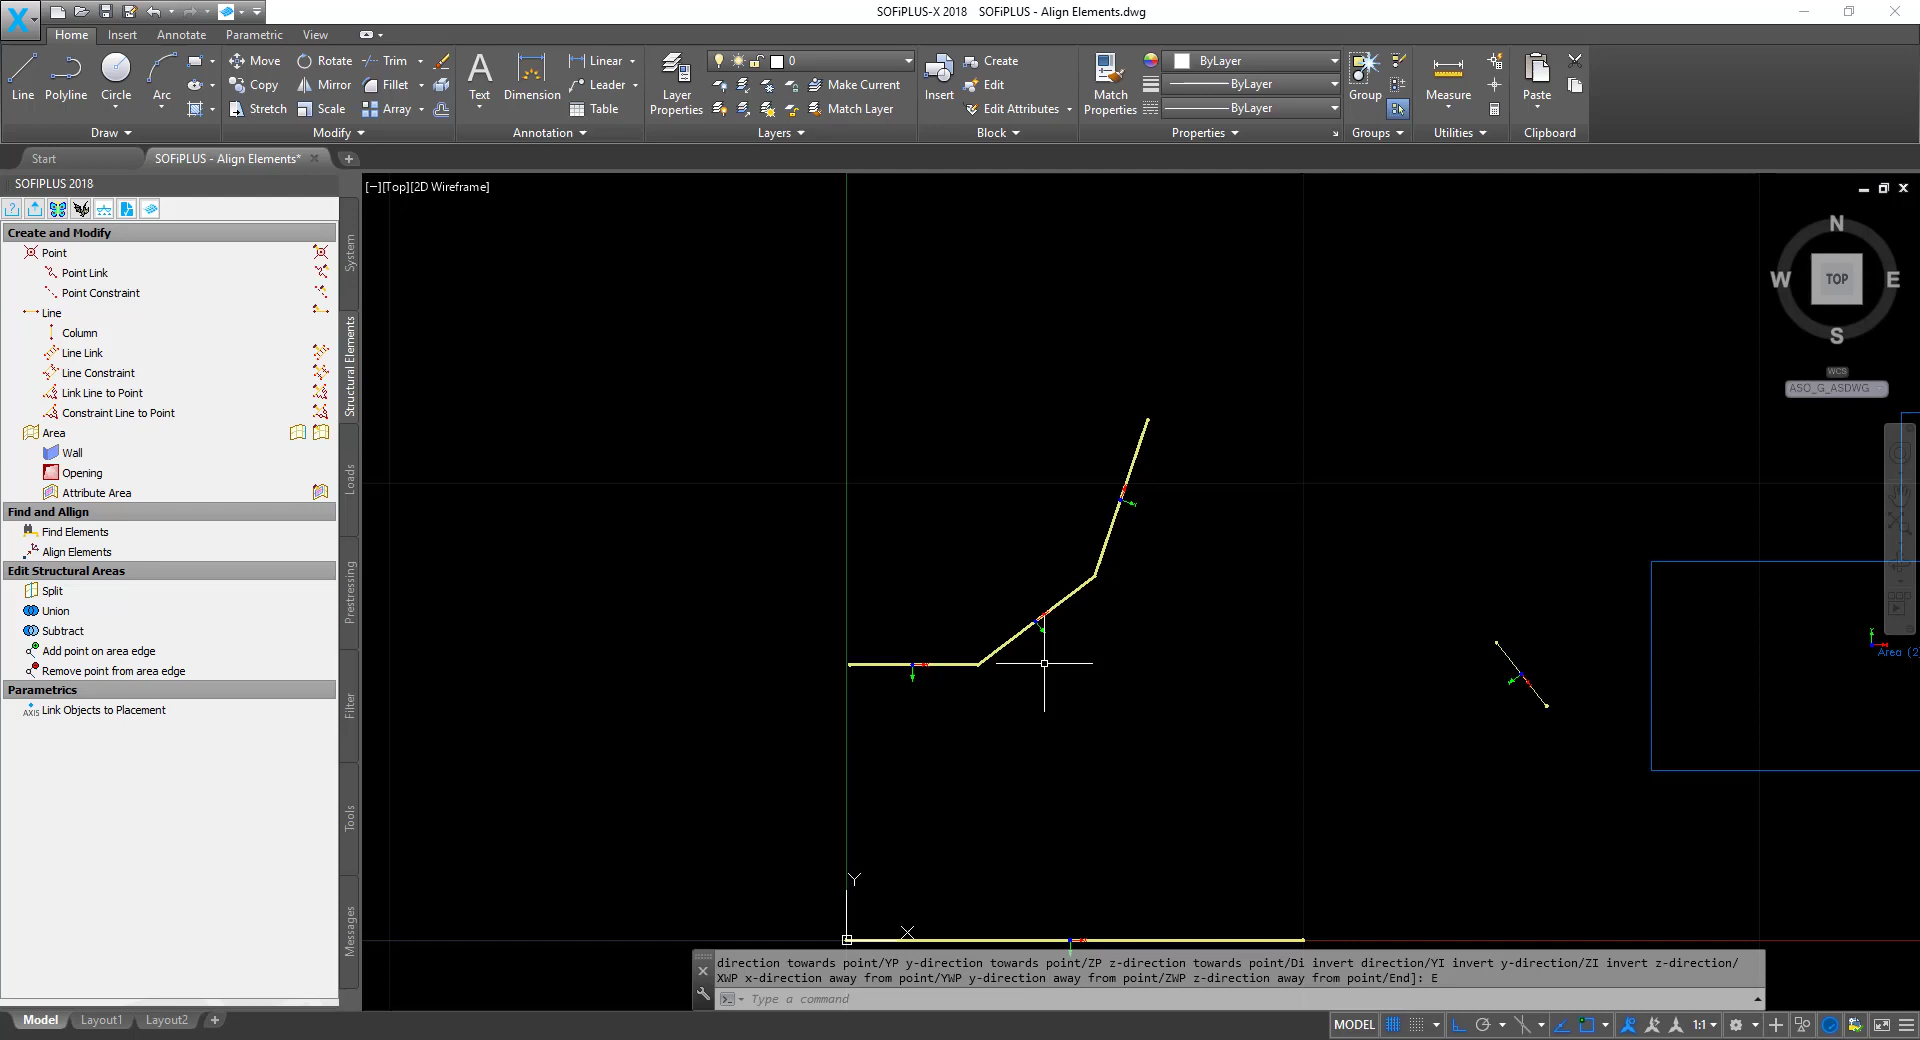 SOFiPLUS-X 2018 SOFiPLUS - Align Elements.dwg
Home Insert Annotate Parametric View
Line Polyline Circle Arc
Move Rotate Trim
Copy Mirror Fillet
Stretch Scale Array
Text Dimension
Linear
Leader
Table
Layer Properties
0
Make Current
Match Layer
Insert
Create
Edit
Edit Attributes
Match Properties
ByLayer
ByLayer
ByLayer
Group
Measure
Paste
Draw Modify Annotation Layers Block Properties Groups Utilities Clipboard
Start SOFiPLUS - Align Elements*
SOFiPLUS 2018
[−][Top][2D Wireframe]
Create and Modify
Point
Point Link
Point Constraint
Line
Column
Line Link
Line Constraint
Link Line to Point
Constraint Line to Point
Area
Wall
Opening
Attribute Area
Find and Align
Find Elements
Align Elements
Edit Structural Areas
Split
Union
Subtract
Add point on area edge
Remove point from area edge
Parametrics
AXIS Link Objects to Placement
System
Structural Elements
Loads
Prestressing
Filter
Tools
Messages
N
W TOP E
S
WCS
ASO_G_ASDWG
Area (2)
Y
X
direction towards point/YP y-direction towards point/ZP z-direction towards point/Di invert direction/YI invert y-direction/ZI invert z-direction/
XWP x-direction away from point/YWP y-direction away from point/ZWP z-direction away from point/End]: E
Type a command
Model Layout1 Layout2
MODEL 1:1